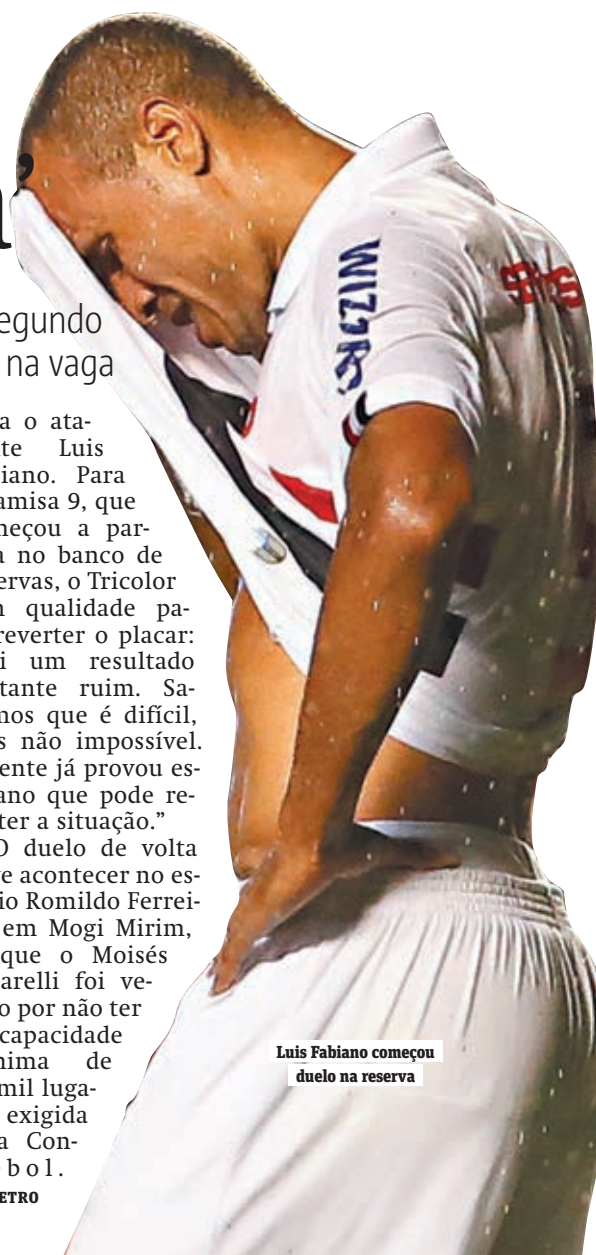 egundo
na vaga
a o ata-
te Luis
iano. Para
amisa 9, que
meçou a par-
a no banco de
ervas, o Tricolor
m qualidade pa-
reverter o placar:
i um resultado
tante ruim. Sa-
mos que é difícil,
s não impossível.
ente já provou es-
ano que pode re-
ter a situação.”
O duelo de volta
ve acontecer no es-
io Romildo Ferrei-
em Mogi Mirim,
que o Moisés
arelli foi ve-
o por não ter
capacidade
nima de
mil luga-
exigida
a Con-
ebol.
ETRO
Luis Fabiano começou
duelo na reserva